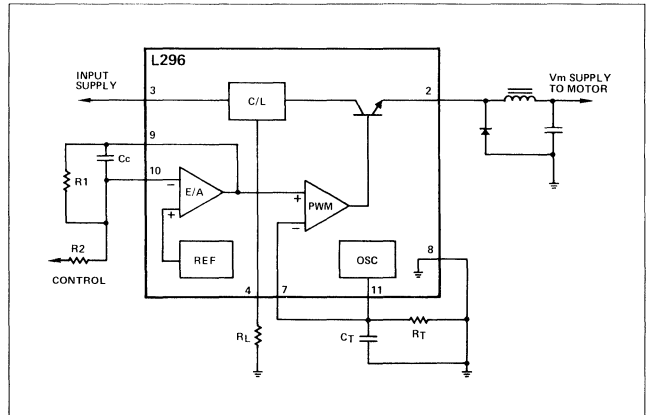 L296
INPUT
SUPPLY
3
C/L
2
Vm SUPPLY
TO MOTOR
9
Cc
10
R1
−
E/A
+
+
PWM
−
R2
CONTROL
REF
OSC
8
4
7
11
RL
CT
RT